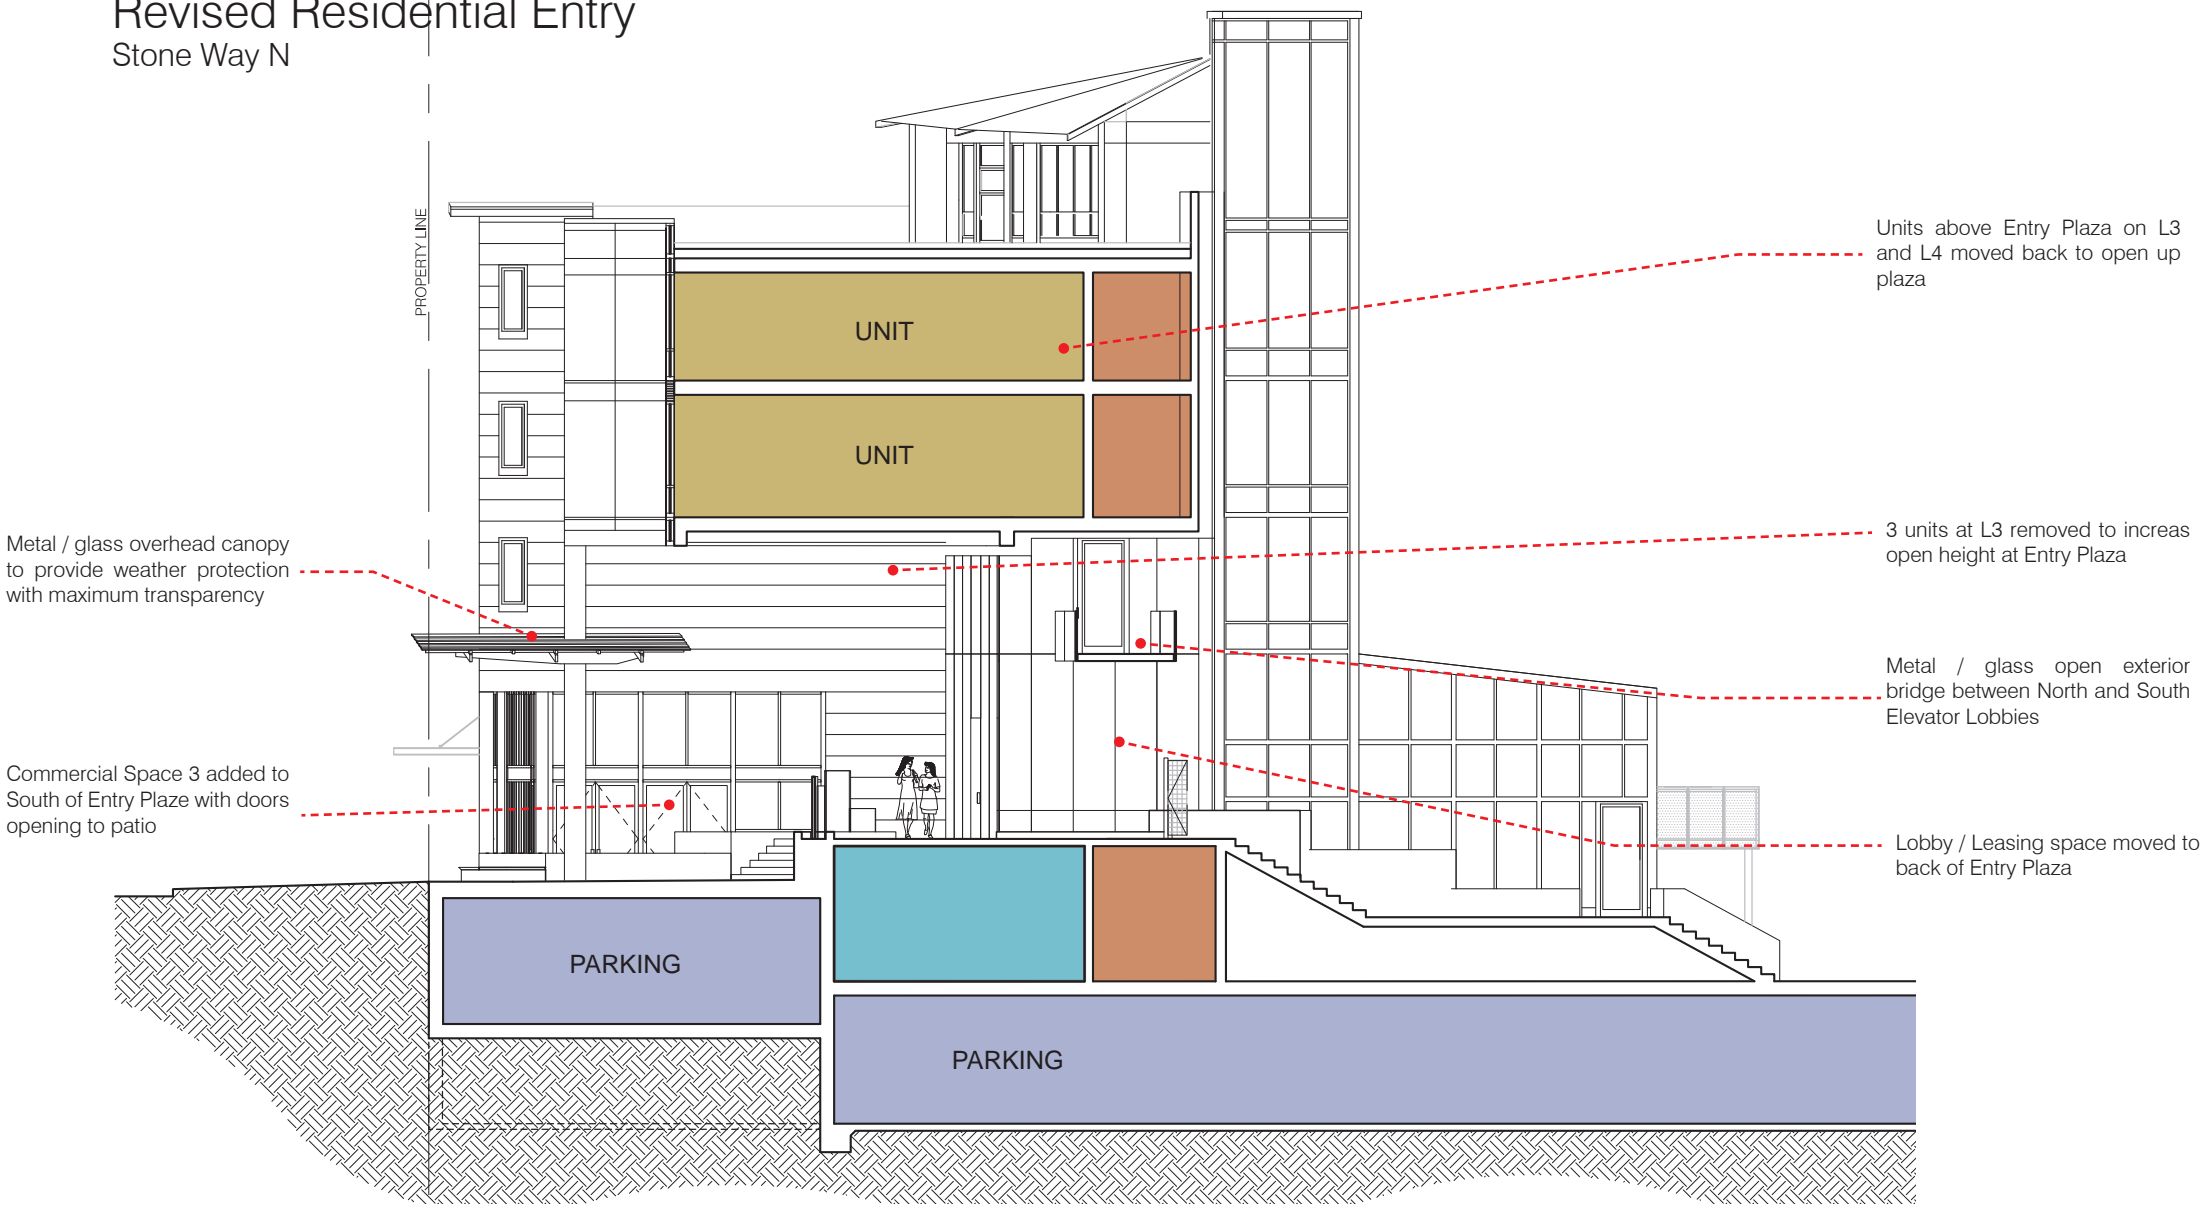 Revised Residential Entry
Stone Way N
PROPERTY LINE
Units above Entry Plaza on L3
and L4 moved back to open up
plaza
UNIT
UNIT
Metal / glass overhead canopy
to provide weather protection
with maximum transparency
3 units at L3 removed to increas
open height at Entry Plaza
Metal / glass open exterior
bridge between North and South
Elevator Lobbies
Commercial Space 3 added to
South of Entry Plaze with doors
opening to patio
Lobby / Leasing space moved to
back of Entry Plaza
PARKING
PARKING